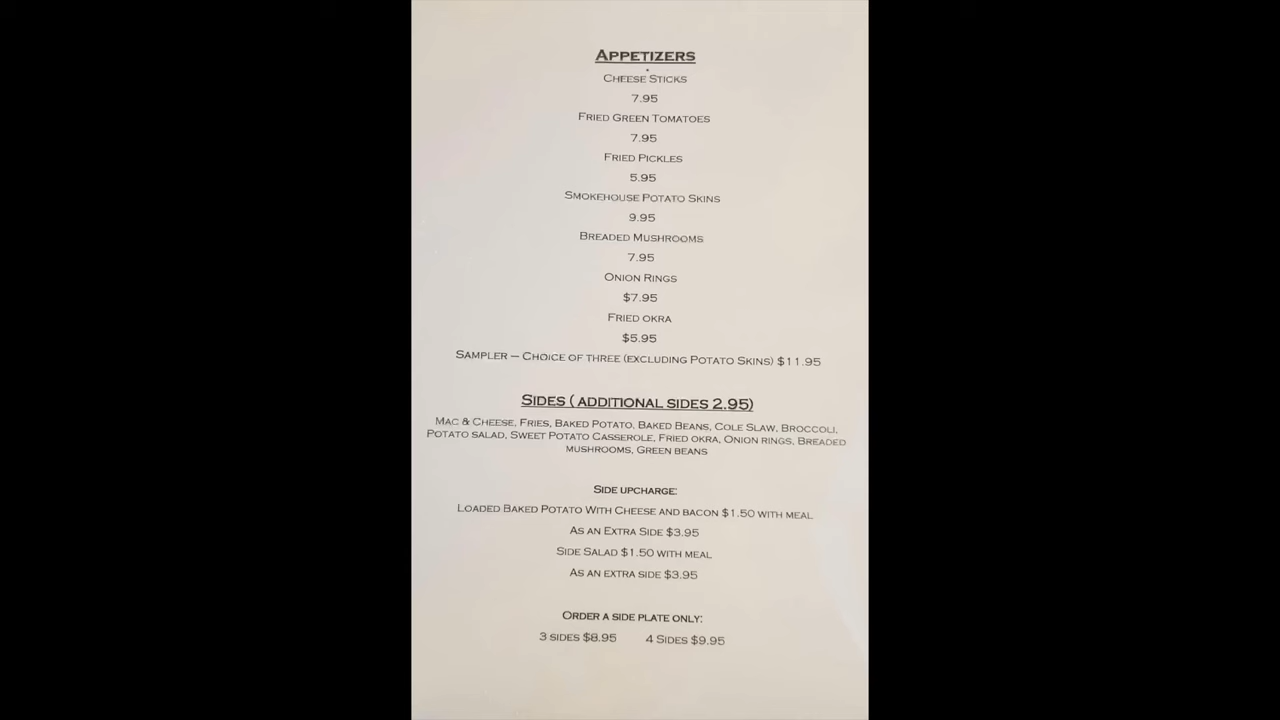 APPETIZERS
CHEESE STICKS
7.95
FRIED GREEN TOMATOES
7.95
FRIED PICKLES
5.95
SMOKEHOUSE POTATO SKINS
9.95
BREADED MUSHROOMS
7.95
ONION RINGS
$7.95
FRIED OKRA
$5.95
SAMPLER – CHOICE OF THREE (EXCLUDING POTATO SKINS) $11.95
SIDES ( ADDITIONAL SIDES 2.95)
MAC & CHEESE, FRIES, BAKED POTATO, BAKED BEANS, COLE SLAW, BROCCOLI,
POTATO SALAD, SWEET POTATO CASSEROLE, FRIED OKRA, ONION RINGS, BREADED
MUSHROOMS, GREEN BEANS
SIDE UPCHARGE:
LOADED BAKED POTATO WITH CHEESE AND BACON $1.50 WITH MEAL
AS AN EXTRA SIDE $3.95
SIDE SALAD $1.50 WITH MEAL
AS AN EXTRA SIDE $3.95
ORDER A SIDE PLATE ONLY:
3 SIDES $8.95 4 SIDES $9.95